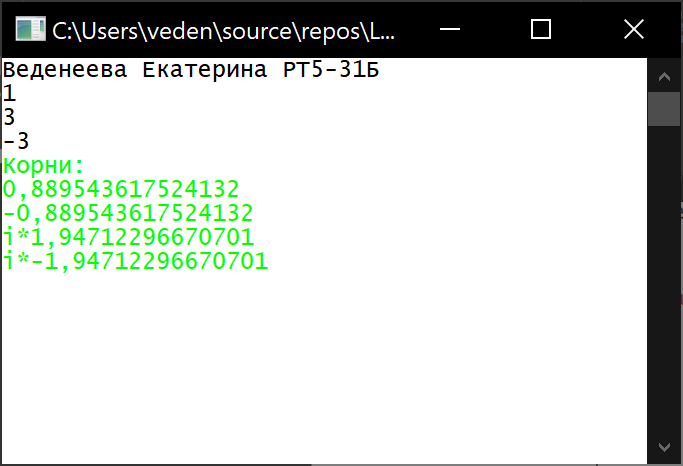 C:\Users\veden\source\repos\L...
Веденеева Екатерина РТ5-31Б
1
3
-3
Корни:
0,889543617524132
-0,889543617524132
i*1,94712296670701
i*-1,94712296670701